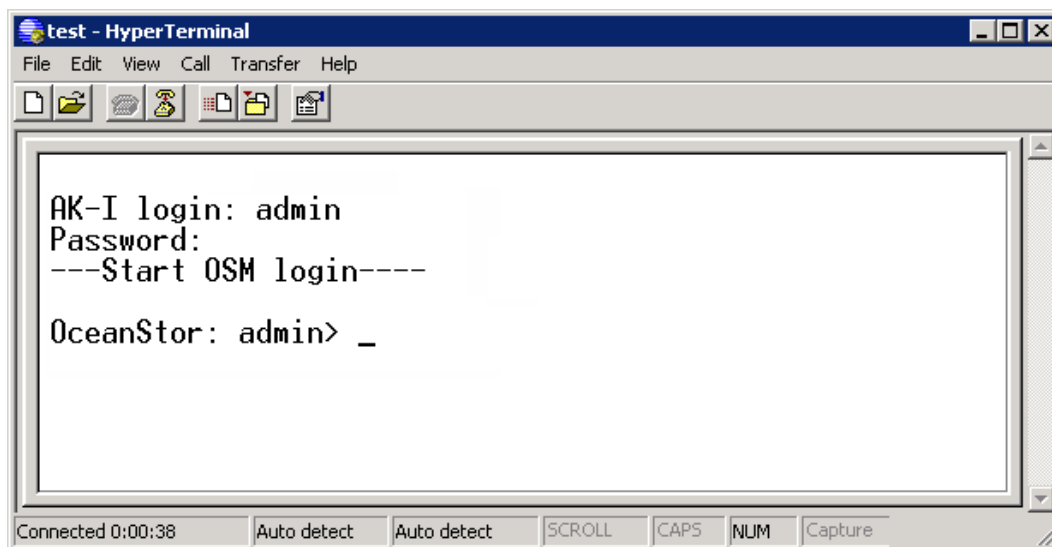 test - HyperTerminal
File Edit View Call Transfer Help
AK-I login: admin
Password:
---Start OSM login----
OceanStor: admin> _
Connected 0:00:38 Auto detect Auto detect SCROLL CAPS NUM Capture